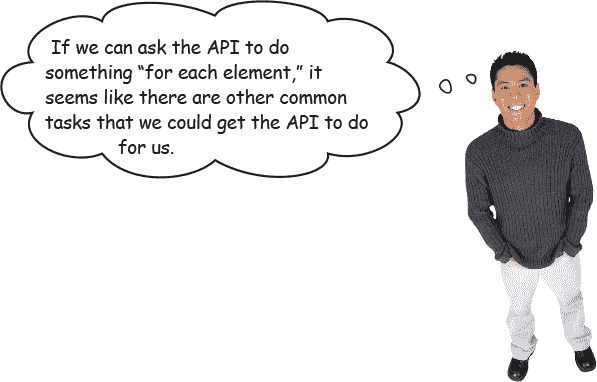 If we can ask the API to do
something “for each element,” it
seems like there are other common
tasks that we could get the API to do
for us.